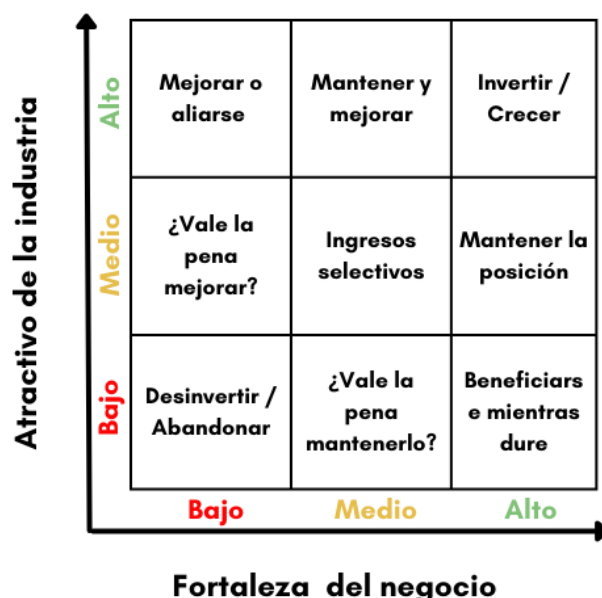 Atractivo de la industria
Alto
Mejorar o
aliarse
Mantener y
mejorar
Invertir /
Crecer
Medio
¿Vale la
pena
mejorar?
Ingresos
selectivos
Mantener la
posición
Bajo
Desinvertir /
Abandonar
¿Vale la
pena
mantenerlo?
Beneficiars
e mientras
dure
Bajo
Medio
Alto
Fortaleza del negocio